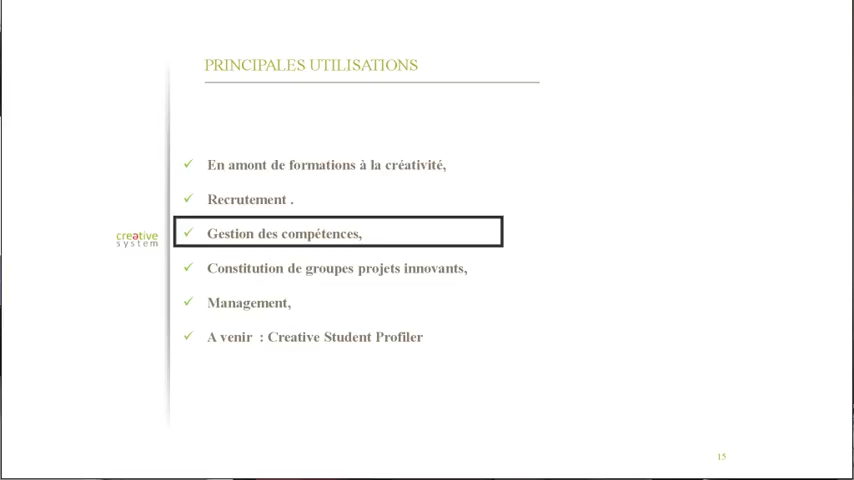 PRINCIPALES UTILISATIONS
En amont de formations à la créativité,
Recrutement .
Gestion des compétences,
creative
system
Constitution de groupes projets innovants,
Management,
A venir : Creative Student Profiler
15